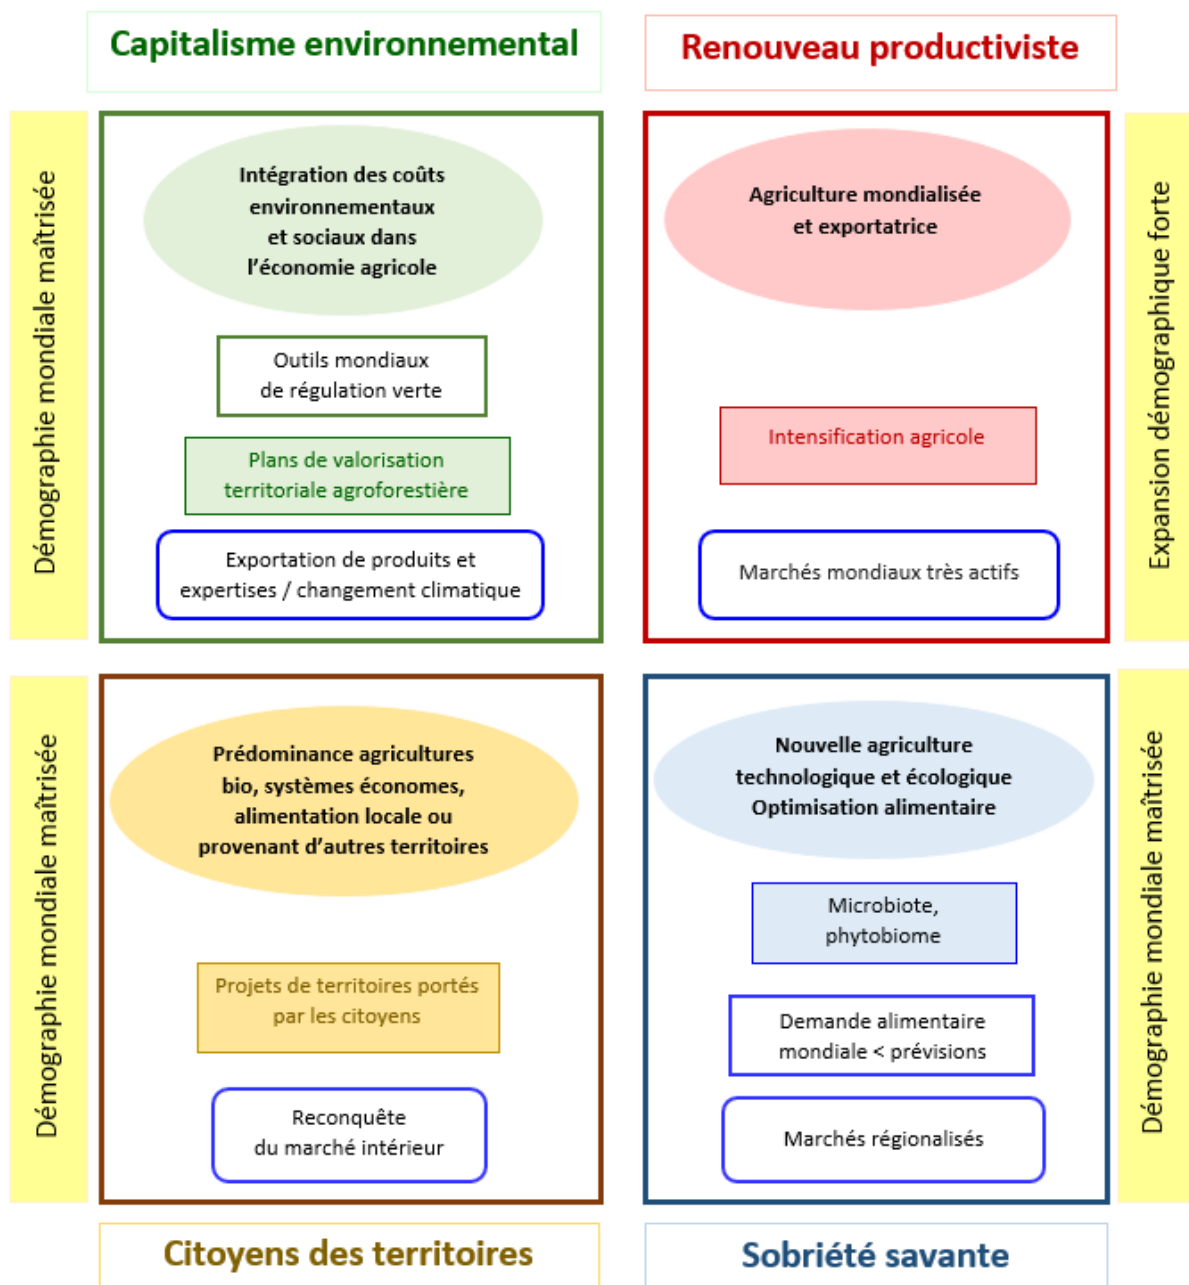 Capitalisme environnemental
Renouveau productiviste
Démographie mondiale maîtrisée
Intégration des coûts
environnementaux
et sociaux dans
l’économie agricole
Outils mondiaux
de régulation verte
Plans de valorisation
territoriale agroforestière
Exportation de produits et
expertises / changement climatique
Agriculture mondialisée
et exportatrice
Intensification agricole
Marchés mondiaux très actifs
Expansion démographique forte
Démographie mondiale maîtrisée
Prédominance agricultures
bio, systèmes économes,
alimentation locale ou
provenant d’autres territoires
Projets de territoires portés
par les citoyens
Reconquête
du marché intérieur
Nouvelle agriculture
technologique et écologique
Optimisation alimentaire
Microbiote,
phytobiome
Demande alimentaire
mondiale < prévisions
Marchés régionalisés
Démographie mondiale maîtrisée
Citoyens des territoires
Sobriété savante